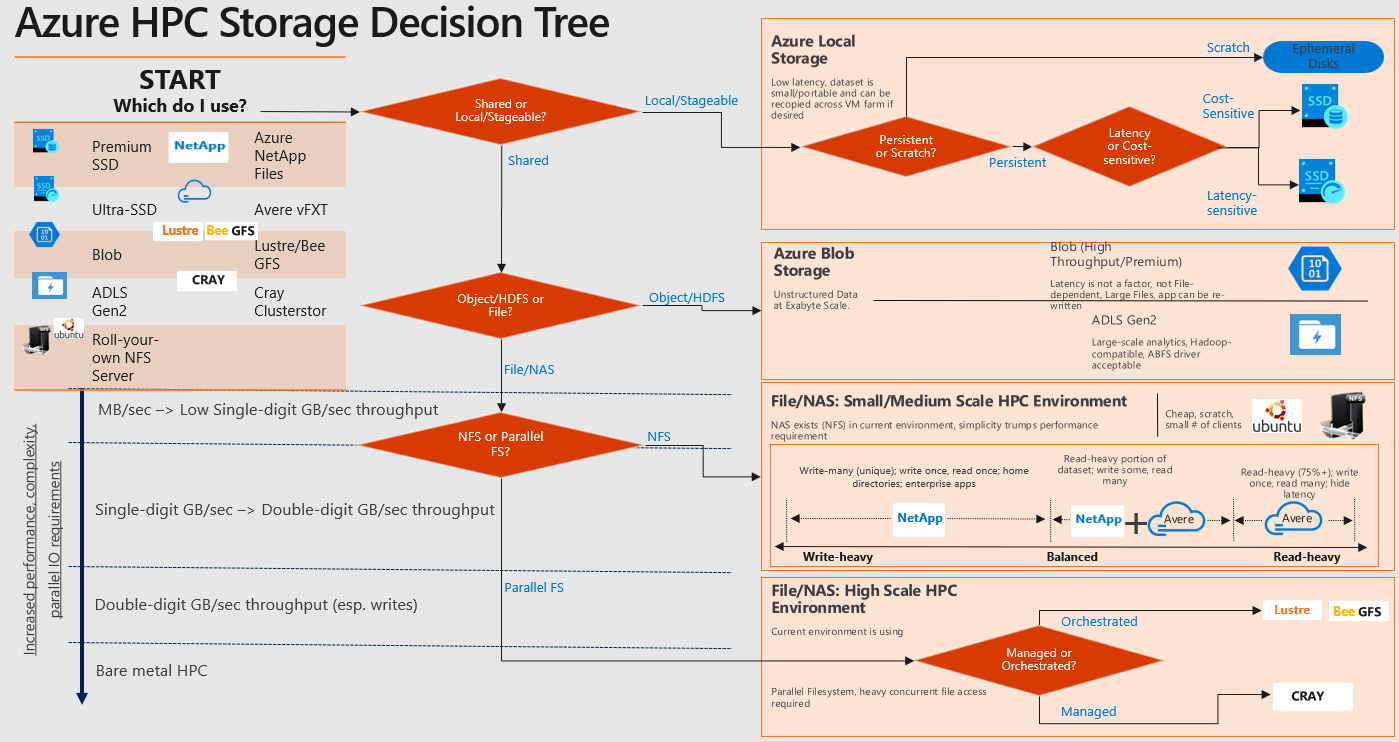 Azure HPC Storage Decision Tree
START
Which do I use?
SSD
Premium
SSD
NetApp
Azure
NetApp
Files
SSD
Ultra-SSD
Avere vFXT
10
01
Blob
Lustre
Bee GFS
Lustre/Bee
GFS
ADLS
Gen2
CRAY
Cray
Clusterstor
NFS
ubuntu
Roll-your-
own NFS
Server
Increased performance, complexity,
parallel IO requirements
MB/sec –> Low Single-digit GB/sec throughput
Single-digit GB/sec –> Double-digit GB/sec throughput
Double-digit GB/sec throughput (esp. writes)
Bare metal HPC
Shared or
Local/Stageable?
Local/Stageable
Shared
Object/HDFS or
File?
Object/HDFS
File/NAS
NFS or Parallel
FS?
NFS
Parallel FS
Azure Local
Storage
Low latency, dataset is
small/portable and can be
recopied across VM farm if
desired
Persistent
or Scratch?
Scratch
Ephemeral
Disks
Persistent
Latency
or Cost-
sensitive?
Cost-
Sensitive
SSD
Latency-
sensitive
SSD
Azure Blob
Storage
Unstructured Data
at Exabyte Scale.
Blob (High
Throughput/Premium)
Latency is not a factor, not File-
dependent, Large Files, app can be re-
written
10
01
ADLS Gen2
Large-scale analytics, Hadoop-
compatible, ABFS driver
acceptable
File/NAS: Small/Medium Scale HPC Environment
NAS exists (NFS) in current environment, simplicity trumps performance
requirement
Cheap, scratch,
small # of clients
ubuntu
NFS
Write-many (unique); write once, read once; home
directories; enterprise apps
Read-heavy portion of
dataset; write some, read
many
Read-heavy (75%+); write
once, read many; hide
latency
NetApp
NetApp
+
Avere
Avere
Write-heavy
Balanced
Read-heavy
File/NAS: High Scale HPC
Environment
Current environment is using
Parallel Filesystem, heavy concurrent file access
required
Managed or
Orchestrated?
Orchestrated
Lustre
Bee GFS
Managed
CRAY